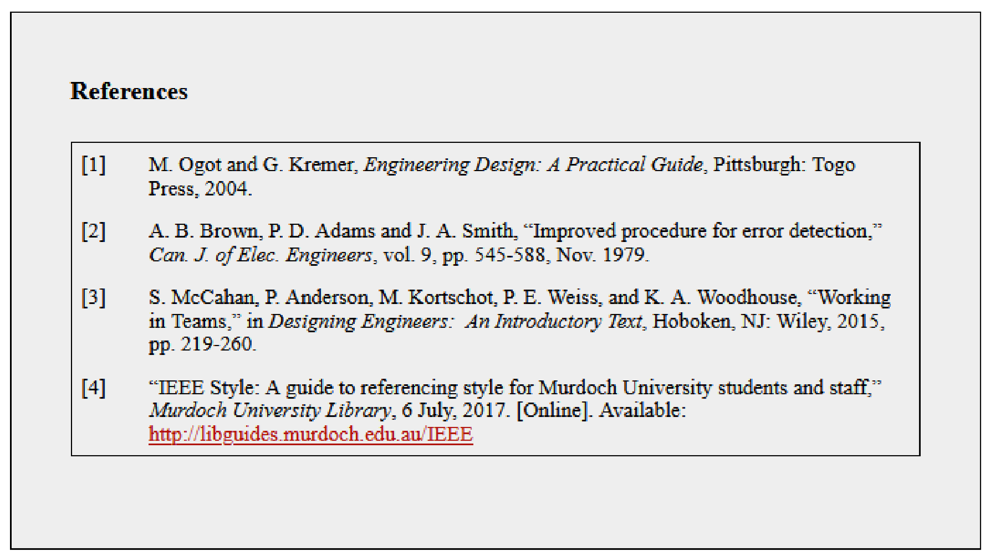 References
[1] M. Ogot and G. Kremer, Engineering Design: A Practical Guide, Pittsburgh: Togo
Press, 2004.
[2] A. B. Brown, P. D. Adams and J. A. Smith, “Improved procedure for error detection,”
Can. J. of Elec. Engineers, vol. 9, pp. 545-588, Nov. 1979.
[3] S. McCahan, P. Anderson, M. Kortschot, P. E. Weiss, and K. A. Woodhouse, “Working
in Teams,” in Designing Engineers:  An Introductory Text, Hoboken, NJ: Wiley, 2015,
pp. 219-260.
[4] “IEEE Style: A guide to referencing style for Murdoch University students and staff,”
Murdoch University Library, 6 July, 2017. [Online]. Available:
http://libguides.murdoch.edu.au/IEEE